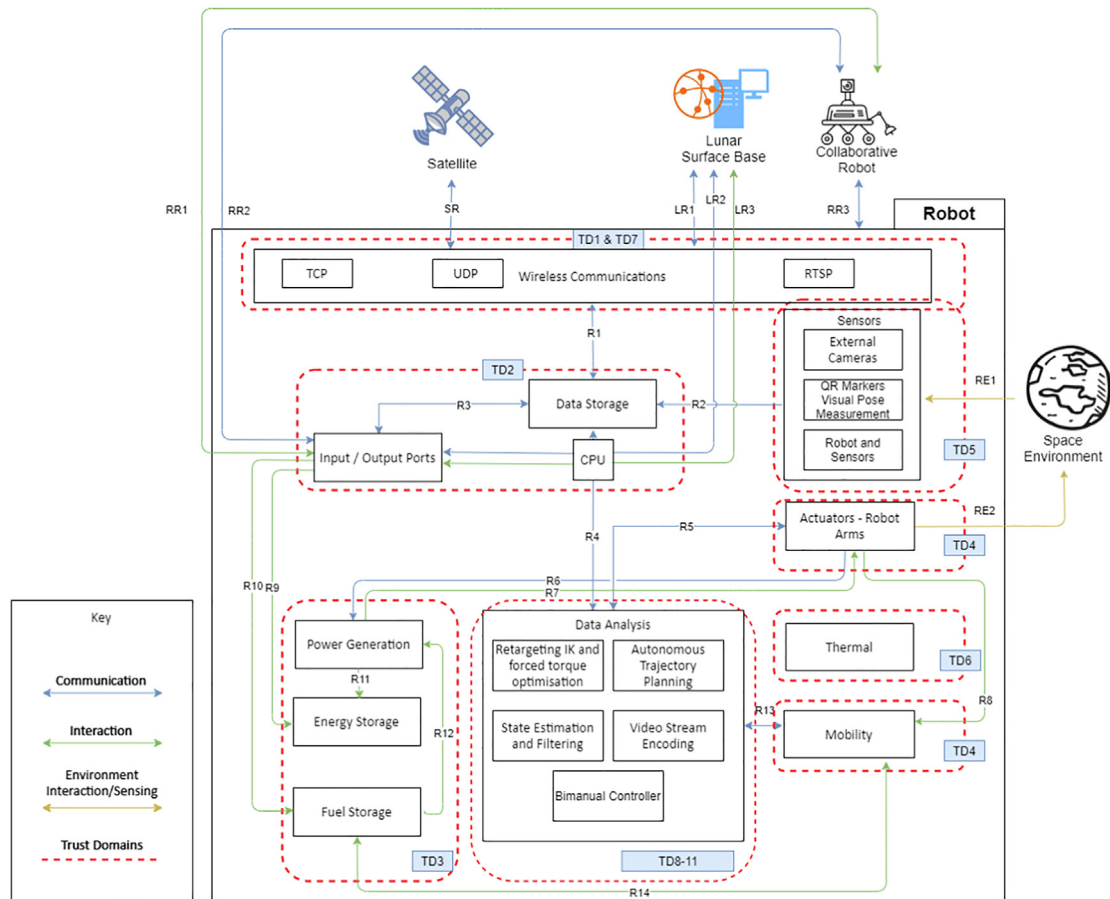 RR1
RR2
Satellite
SR
Lunar
Surface Base
LR1
LR2
LR3
Collaborative
Robot
RR3
Robot
TD1 & TD7
TCP
UDP
Wireless Communications
RTSP
R1
Sensors
External
Cameras
QR Markers
Visual Pose
Measurement
Robot and
Sensors
TD5
RE1
Space
Environment
RE2
TD2
R3
Data Storage
R2
Input / Output Ports
CPU
R4
R5
Actuators - Robot
Arms
TD4
R10
R9
R6
R7
Power Generation
R11
Energy Storage
R12
Fuel Storage
TD3
Data Analysis
Retargeting IK and
forced torque
optimisation
Autonomous
Trajectory
Planning
State Estimation
and Filtering
Video Stream
Encoding
Bimanual Controller
TD8-11
Thermal
TD6
R8
R13
Mobility
TD4
R14
Key
Communication
Interaction
Environment
Interaction/Sensing
Trust Domains